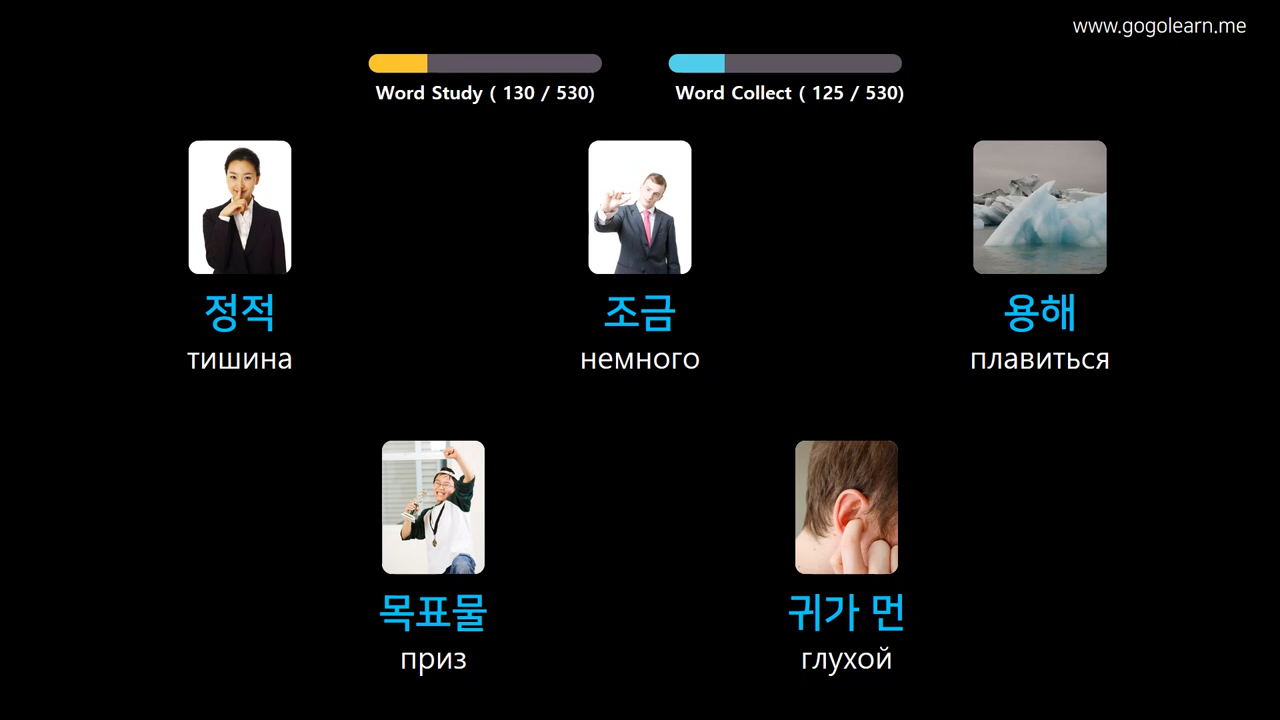 www.gogolearn.me
Word Study ( 130 / 530)
Word Collect ( 125 / 530)
정적
тишина
조금
немного
용해
плавиться
목표물
приз
귀가 먼
глухой